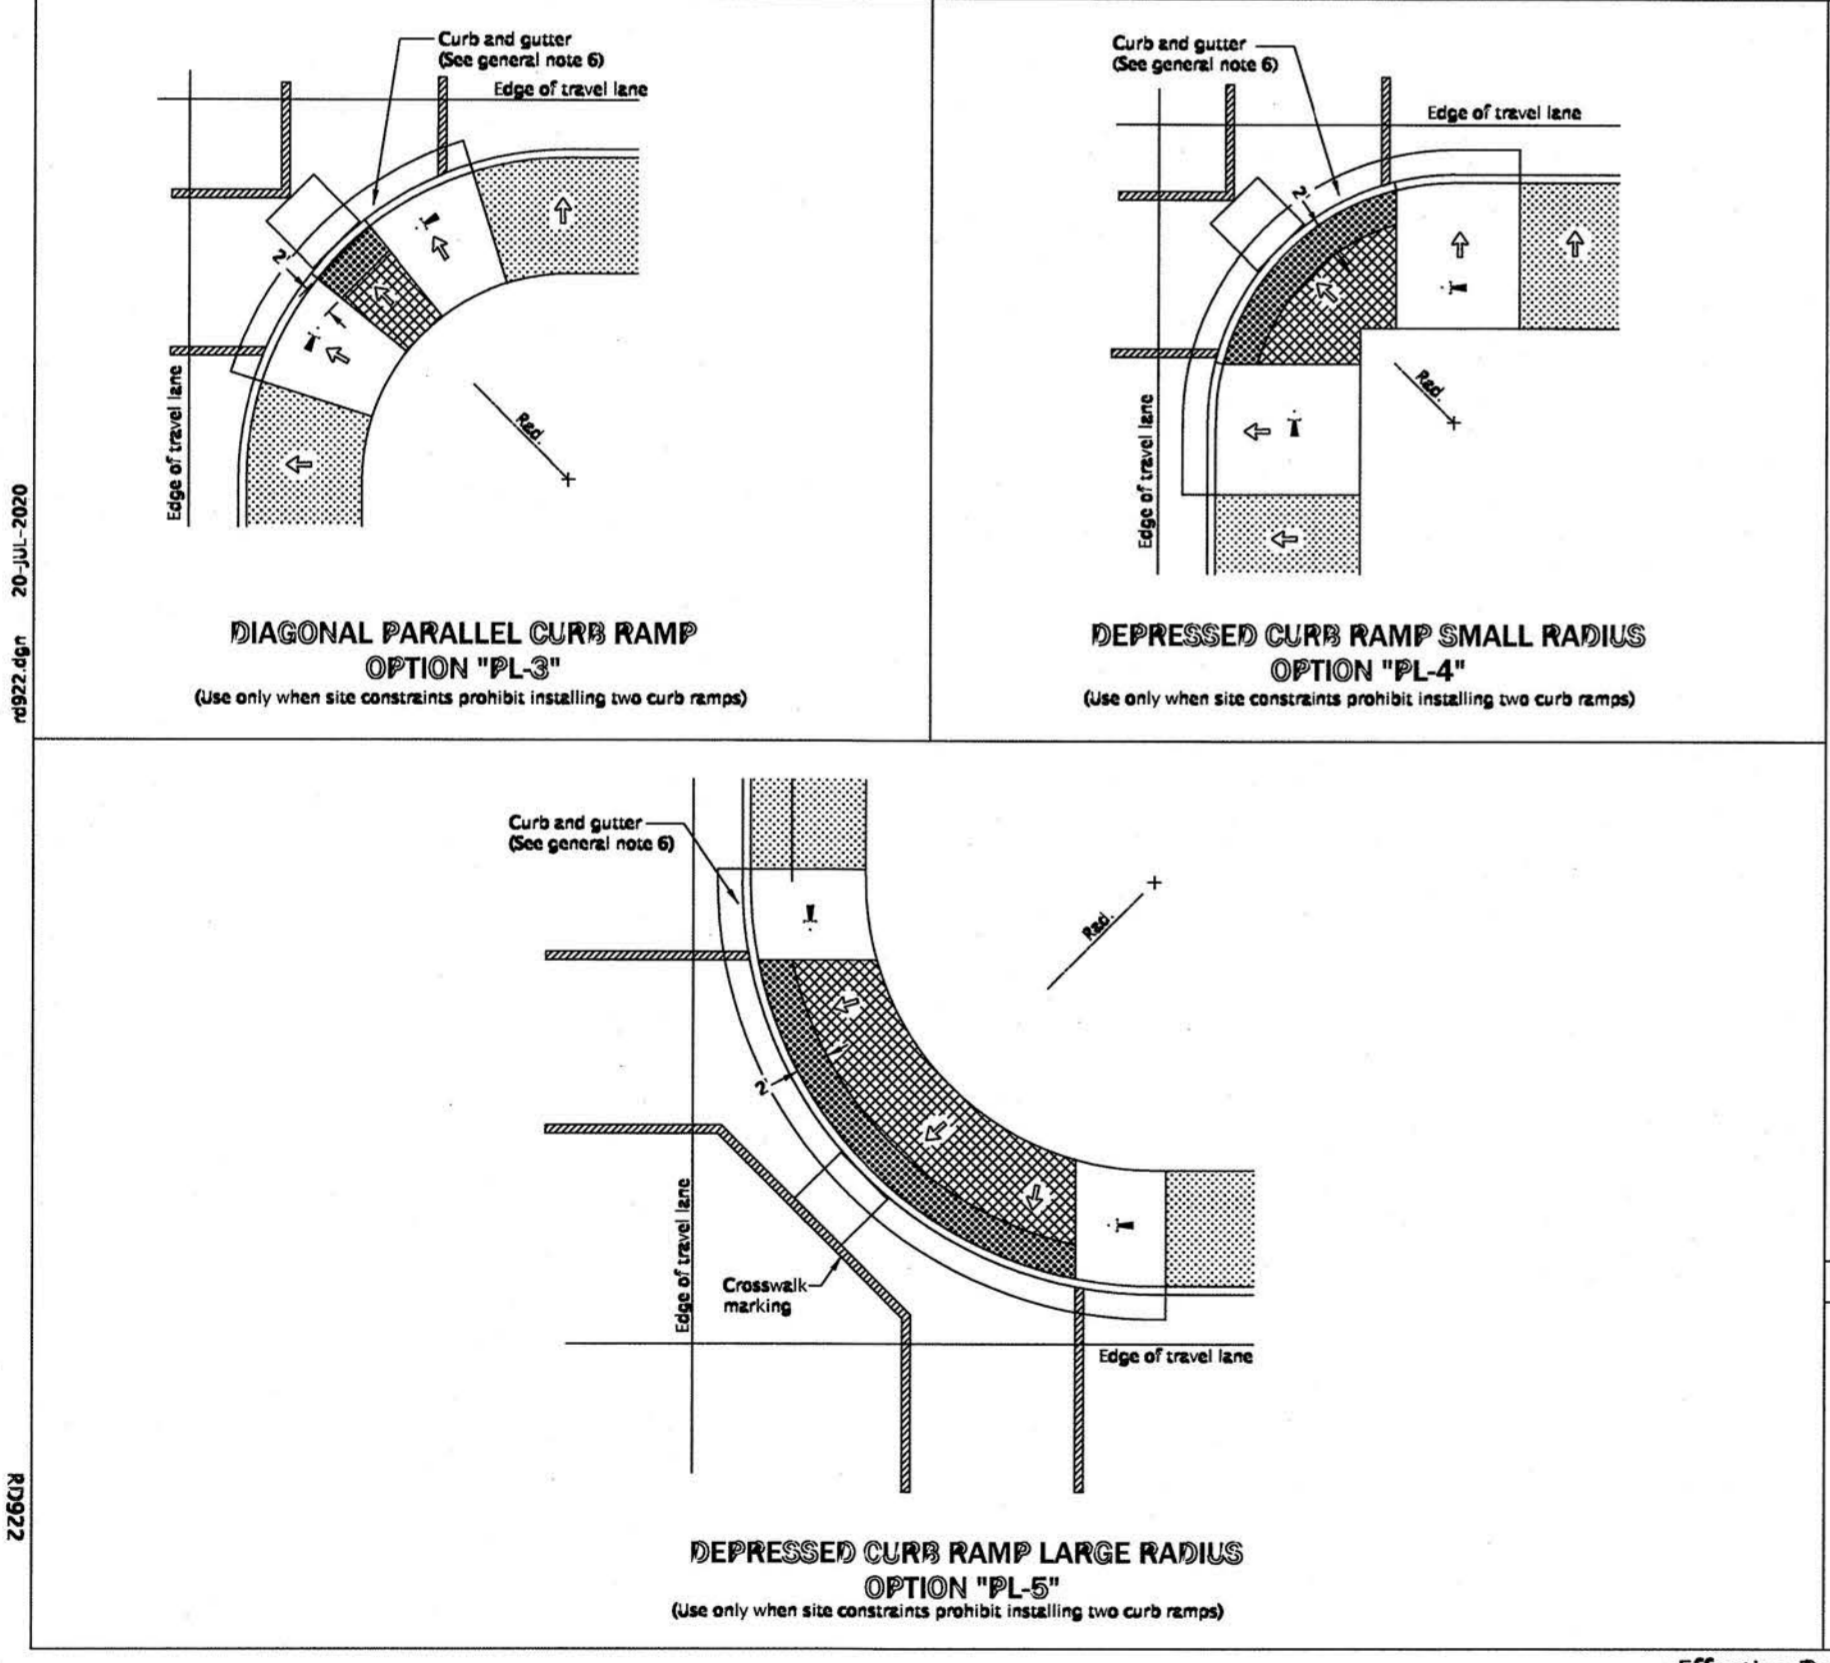 Curb and gutter
(See general note 6)
Edge of travel lane
2'
Edge of travel lane
Rad.
DIAGONAL PARALLEL CURB RAMP
OPTION "PL-3"
(Use only when site constraints prohibit installing two curb ramps)
Curb and gutter
(See general note 6)
Edge of travel lane
2'
Edge of travel lane
Rad.
DEPRESSED CURB RAMP SMALL RADIUS
OPTION "PL-4"
(Use only when site constraints prohibit installing two curb ramps)
rd922.dgn 20-JUL-2020
Curb and gutter
(See general note 6)
Rad.
2'
Edge of travel lane
Crosswalk
marking
Edge of travel lane
DEPRESSED CURB RAMP LARGE RADIUS
OPTION "PL-5"
(Use only when site constraints prohibit installing two curb ramps)
RD922